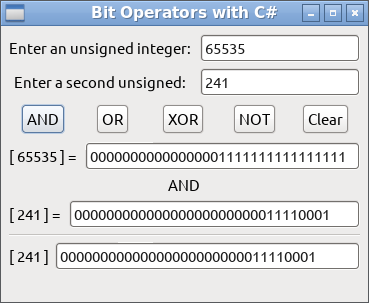 Bit Operators with C#
Enter an unsigned integer: 65535
Enter a second unsigned: 241
AND OR XOR NOT Clear
[ 65535 ] = 00000000000000001111111111111111
AND
[ 241 ] = 00000000000000000000000011110001
[ 241 ] 00000000000000000000000011110001